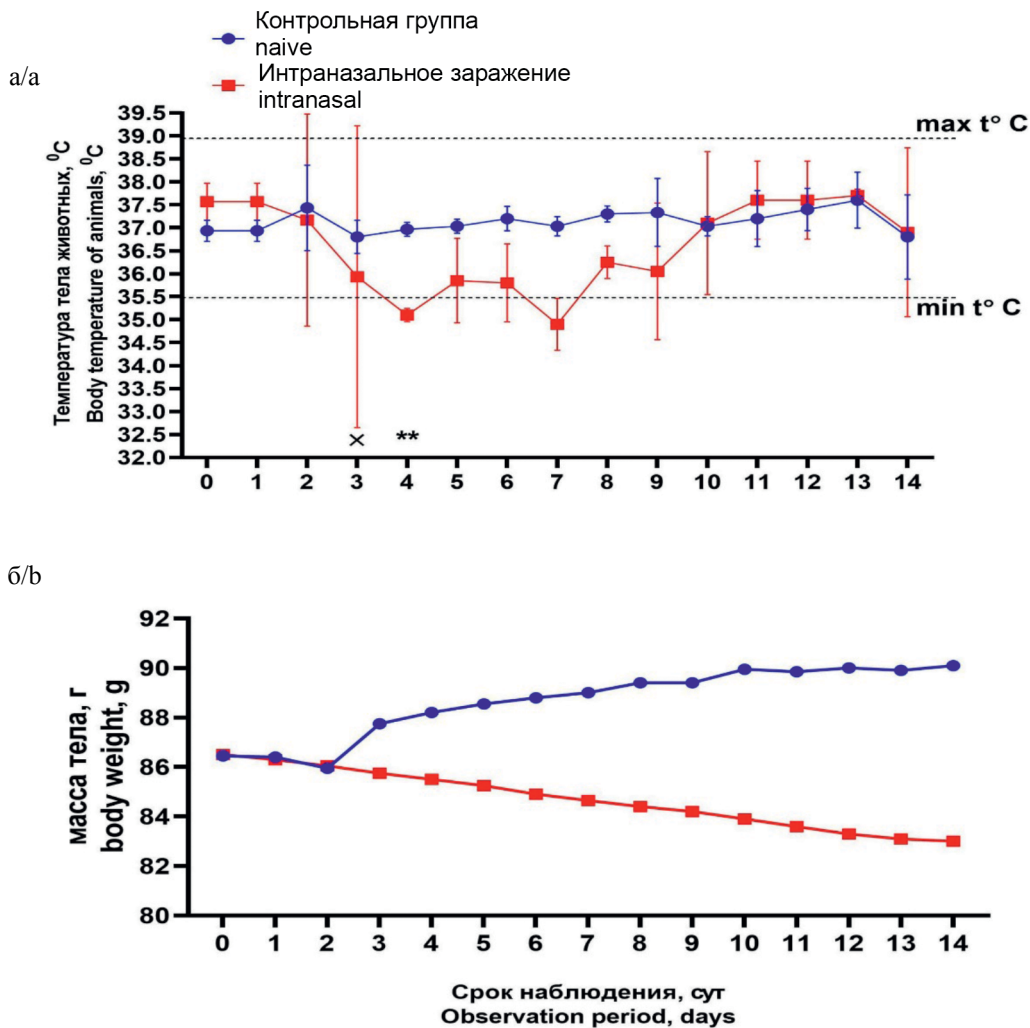 Контрольная группа
naive
Интраназальное заражение
intranasal
а/a
Температура тела животных, ⁰C
Body temperature of animals, ⁰C
39.5
39.0
38.5
38.0
37.5
37.0
36.5
36.0
35.5
35.0
34.5
34.0
33.5
33.0
32.5
32.0
max t° C
min t° C
× **
0 1 2 3 4 5 6 7 8 9 10 11 12 13 14
б/b
масса тела, г
body weight, g
92
90
88
86
84
82
80
0 1 2 3 4 5 6 7 8 9 10 11 12 13 14
Срок наблюдения, сут
Observation period, days